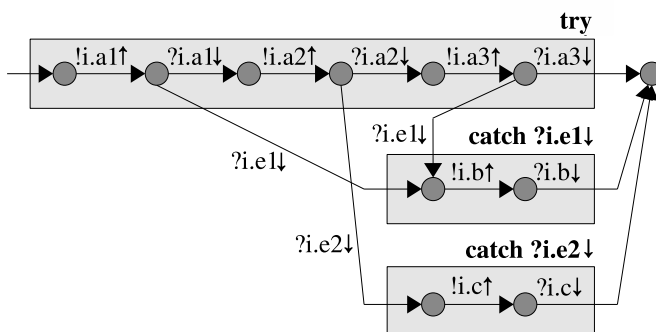 try
!i.a1↑ ?i.a1↓ !i.a2↑ ?i.a2↓ !i.a3↑ ?i.a3↓
?i.e1↓ catch ?i.e1↓
?i.e1↓ !i.b↑ ?i.b↓
?i.e2↓ catch ?i.e2↓
!i.c↑ ?i.c↓